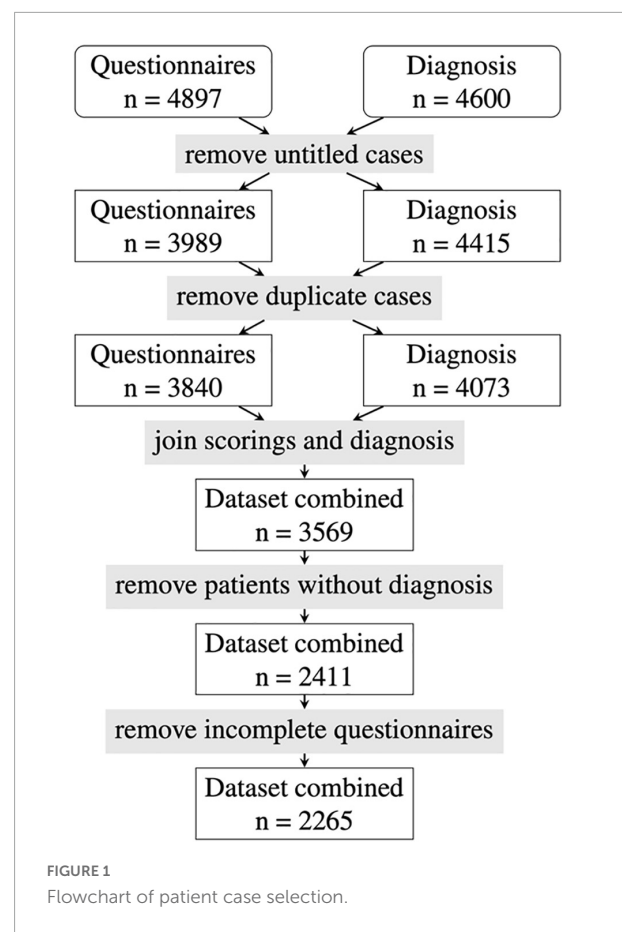 Questionnaires
n = 4897
Diagnosis
n = 4600
remove untitled cases
Questionnaires
n = 3989
Diagnosis
n = 4415
remove duplicate cases
Questionnaires
n = 3840
Diagnosis
n = 4073
join scorings and diagnosis
Dataset combined
n = 3569
remove patients without diagnosis
Dataset combined
n = 2411
remove incomplete questionnaires
Dataset combined
n = 2265
FIGURE 1
Flowchart of patient case selection.